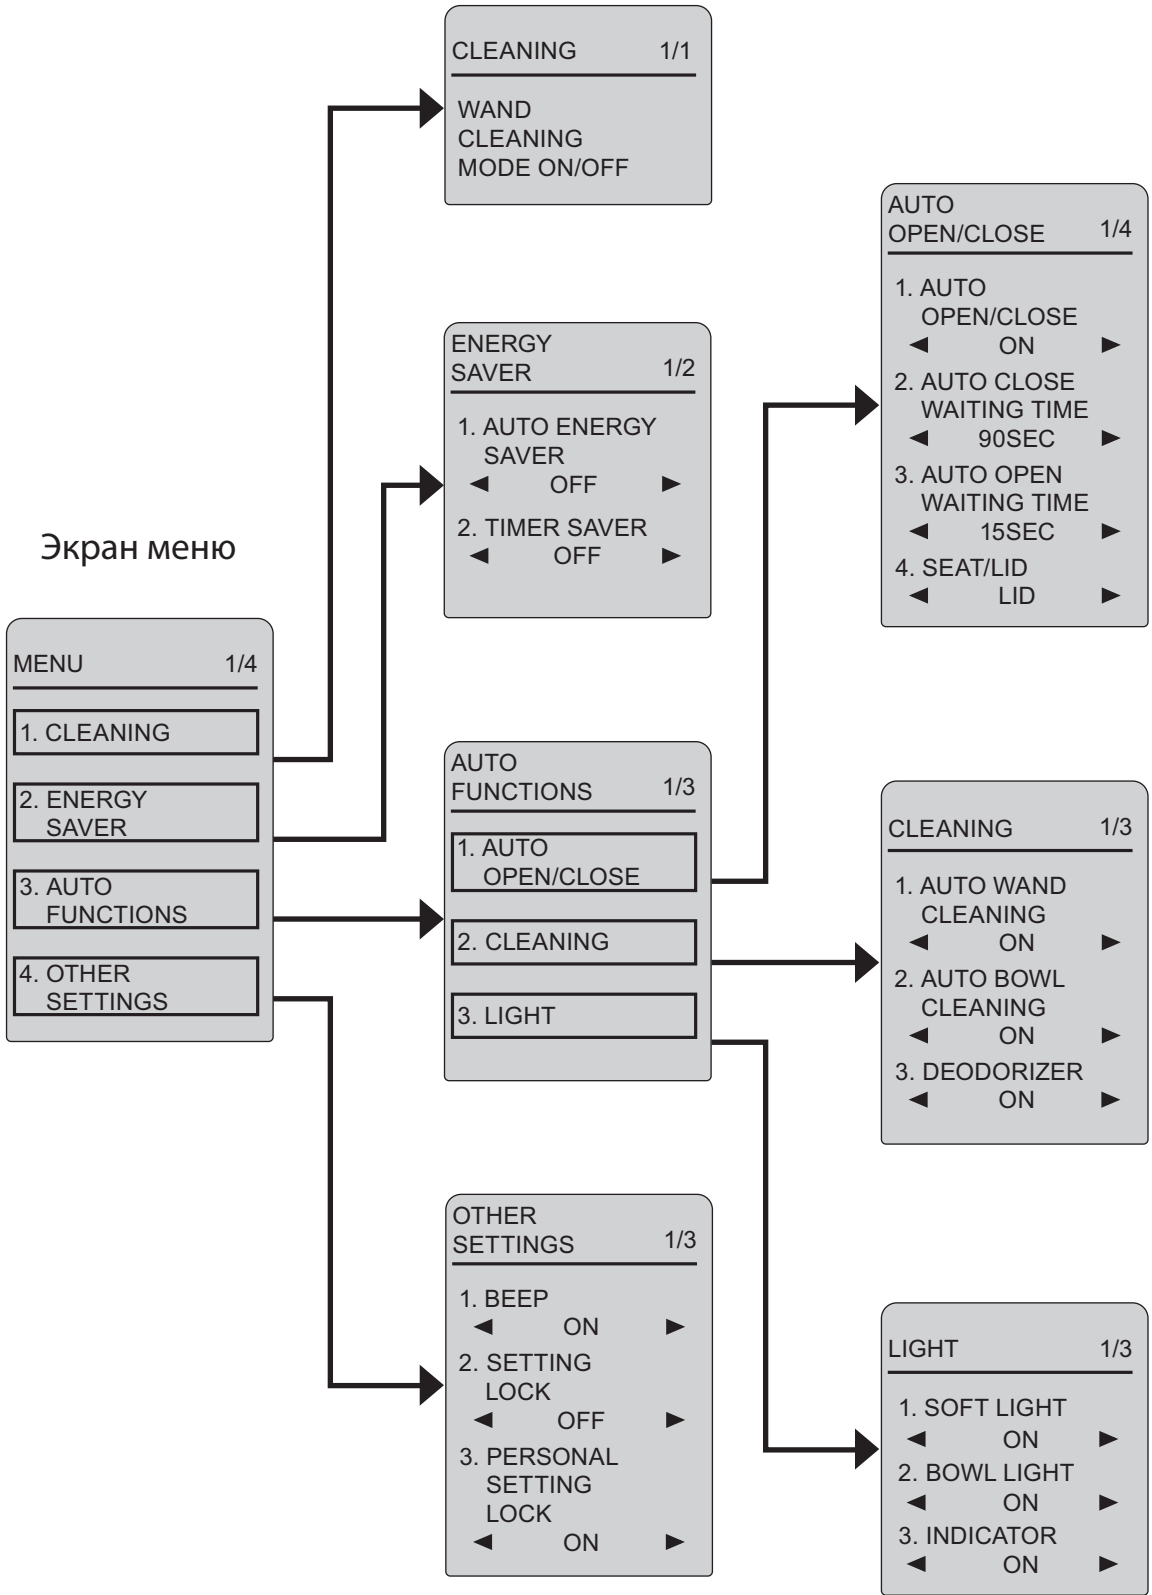 Экран меню
MENU 1/4
1. CLEANING
2. ENERGY
SAVER
3. AUTO
FUNCTIONS
4. OTHER
SETTINGS
CLEANING 1/1
WAND
CLEANING
MODE ON/OFF
ENERGY
SAVER 1/2
1. AUTO ENERGY
SAVER
◀ OFF ▶
2. TIMER SAVER
◀ OFF ▶
AUTO
FUNCTIONS 1/3
1. AUTO
OPEN/CLOSE
2. CLEANING
3. LIGHT
OTHER
SETTINGS 1/3
1. BEEP
◀ ON ▶
2. SETTING
LOCK
◀ OFF ▶
3. PERSONAL
SETTING
LOCK
◀ ON ▶
AUTO
OPEN/CLOSE 1/4
1. AUTO
OPEN/CLOSE
◀ ON ▶
2. AUTO CLOSE
WAITING TIME
◀ 90SEC ▶
3. AUTO OPEN
WAITING TIME
◀ 15SEC ▶
4. SEAT/LID
◀ LID ▶
CLEANING 1/3
1. AUTO WAND
CLEANING
◀ ON ▶
2. AUTO BOWL
CLEANING
◀ ON ▶
3. DEODORIZER
◀ ON ▶
LIGHT 1/3
1. SOFT LIGHT
◀ ON ▶
2. BOWL LIGHT
◀ ON ▶
3. INDICATOR
◀ ON ▶